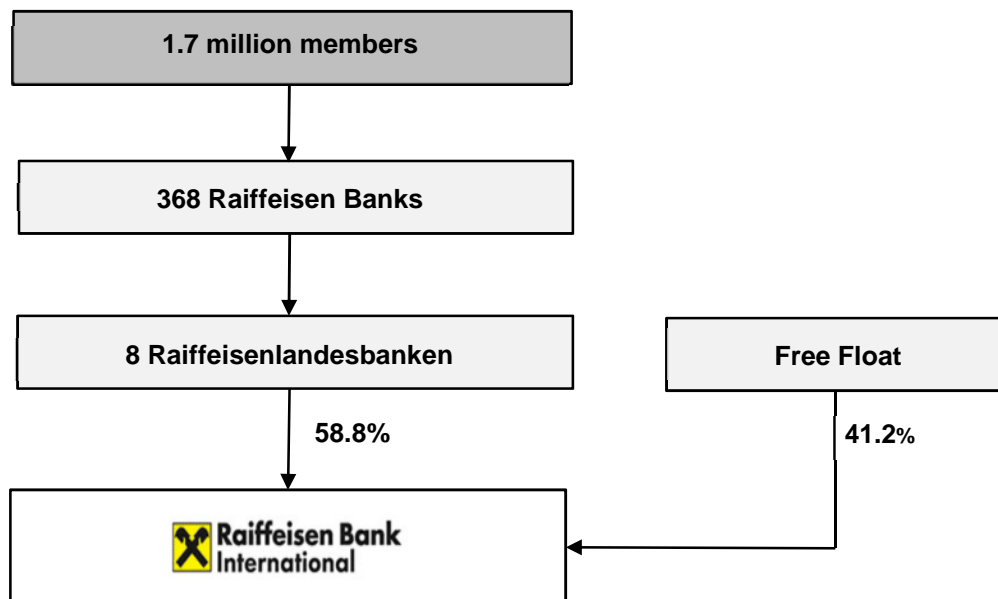 1.7 million members
368 Raiffeisen Banks
8 Raiffeisenlandesbanken
Free Float
58.8%
41.2%
Raiffeisen Bank
International